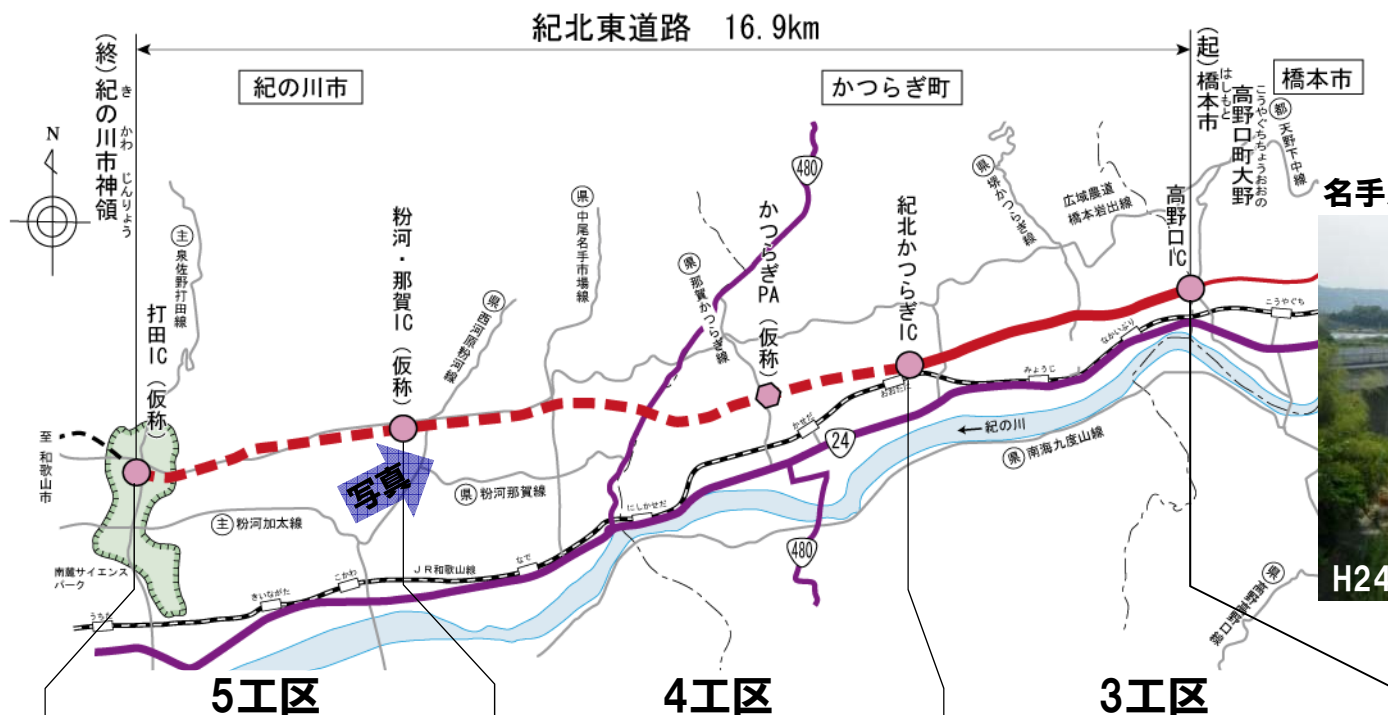 紀北東道路 16.9km
(終)紀の川市神領
き かわ じんりょう
紀の川市
かつらぎ町
(起)橋本市
はしもと
高野口町大野
こうやぐちちょうおおの
橋本市
都 天野下中線
N
主 泉佐野打田線
打田IC(仮称)
粉河・那賀IC(仮称)
県 西河原粉河線
県 中尾名手市場線
480
県 那賀かつらぎ線
かつらぎPA(仮称)
紀北かつらぎIC
県 堺かつらぎ線
広域農道
橋本岩出線
高野口IC
名手
こうやぐち
なかいぶり
みょうじ
おおたに
かせだ
24
←紀の川
県 南海九度山線
至 和歌山市
写真
県 粉河那賀線
主 粉河加太線
にしかせだ
480
南麓サイエンス
パーク
JR和歌山線
なで
こかわ
きいながた
うちた
H24
5工区
4工区
3工区